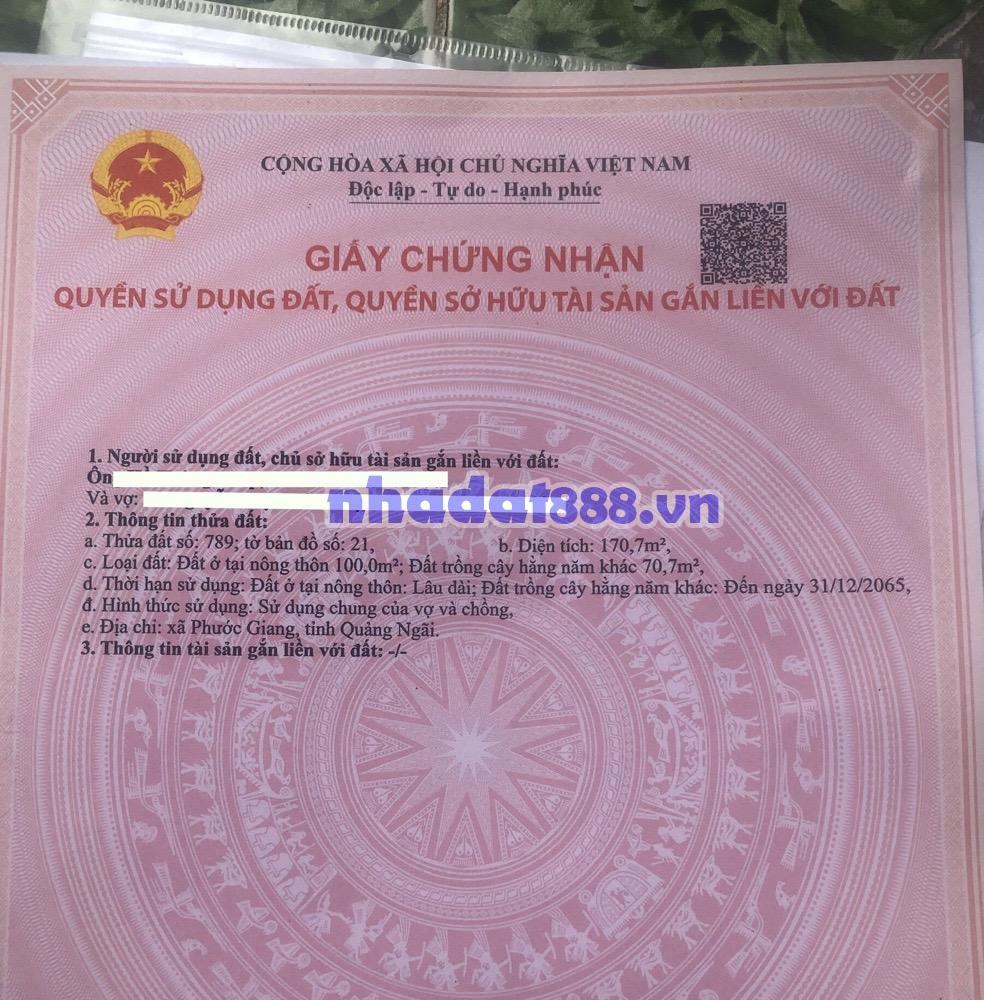 CỘNG HÒA XÃ HỘI CHỦ NGHĨA VIỆT NAM
Độc lập - Tự do - Hạnh phúc
GIẤY CHỨNG NHẬN
QUYỀN SỬ DỤNG ĐẤT, QUYỀN SỞ HỮU TÀI SẢN GẮN LIỀN VỚI ĐẤT
1. Người sử dụng đất, chủ sở hữu tài sản gắn liền với đất:
Ôn
Và vợ:
nhadat888.vn
2. Thông tin thửa đất:
a. Thửa đất số: 789; tờ bản đồ số: 21, b. Diện tích: 170,7m²,
c. Loại đất: Đất ở tại nông thôn 100,0m²; Đất trồng cây hằng năm khác 70,7m²,
d. Thời hạn sử dụng: Đất ở tại nông thôn: Lâu dài; Đất trồng cây hằng năm khác: Đến ngày 31/12/2065,
đ. Hình thức sử dụng: Sử dụng chung của vợ và chồng,
e. Địa chỉ: xã Phước Giang, tỉnh Quảng Ngãi.
3. Thông tin tài sản gắn liền với đất: -/-